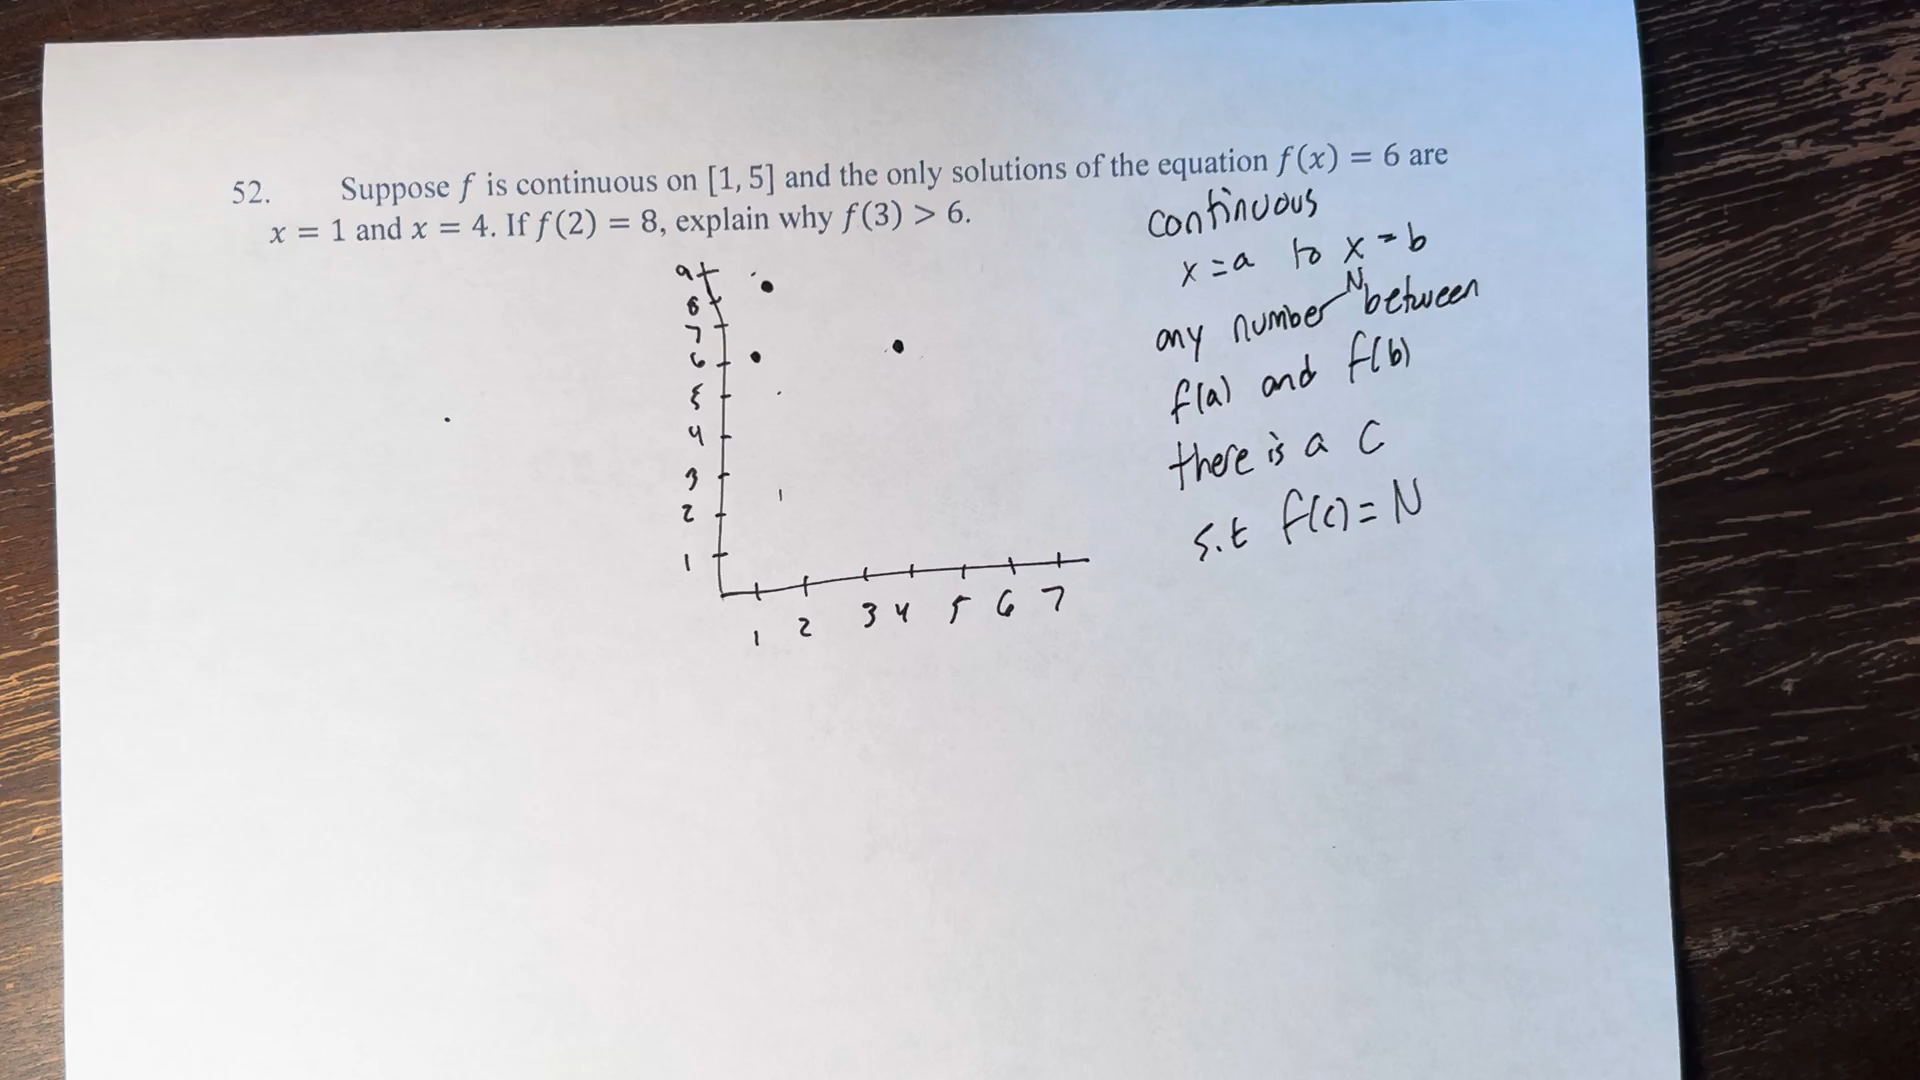 52. Suppose f is continuous on [1, 5] and the only solutions of the equation f(x) = 6 are
x = 1 and x = 4. If f(2) = 8, explain why f(3) > 6.
continuous
x = a to x = b
any number N between
f(a) and f(b)
there is a C
s.t f(c) = N
9
8
7
6
5
4
3
2
1
1 2 3 4 5 6 7